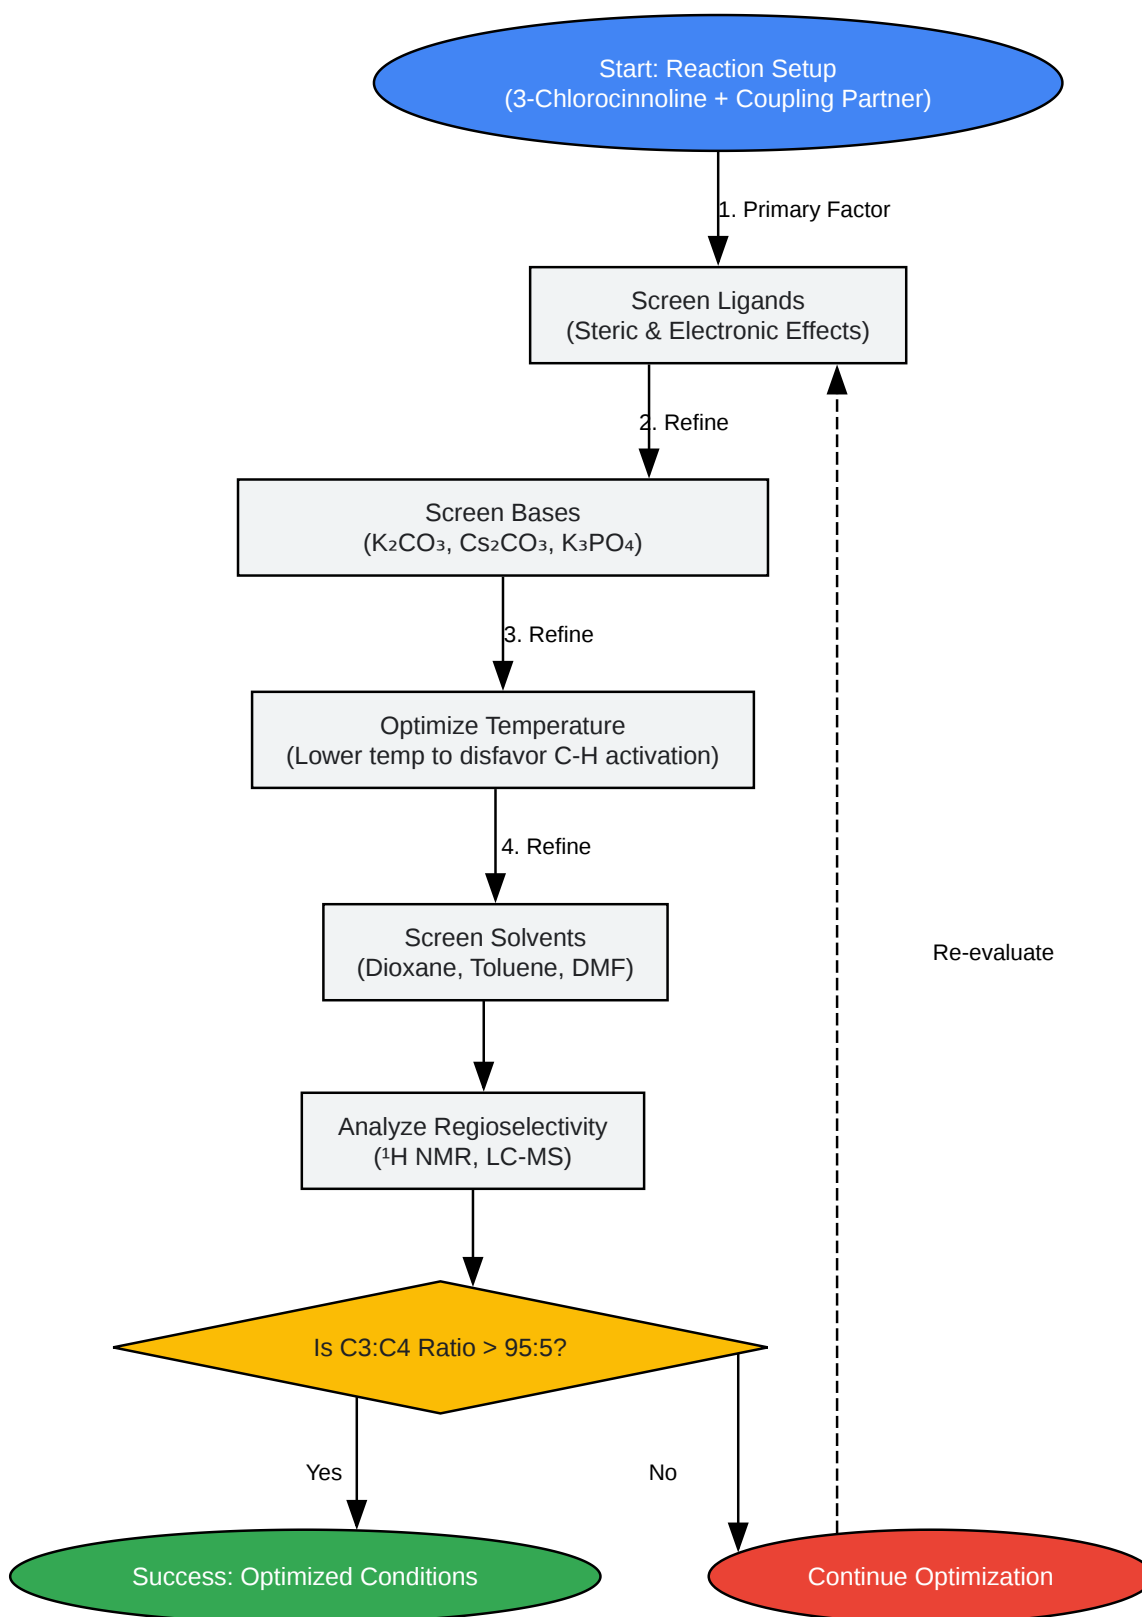 Start: Reaction Setup
(3-Chlorocinnoline + Coupling Partner)
1. Primary Factor
Screen Ligands
(Steric & Electronic Effects)
2. Refine
Screen Bases
(K₂CO₃, Cs₂CO₃, K₃PO₄)
3. Refine
Optimize Temperature
(Lower temp to disfavor C-H activation)
4. Refine
Screen Solvents
(Dioxane, Toluene, DMF)
Re-evaluate
Analyze Regioselectivity
(¹H NMR, LC-MS)
Is C3:C4 Ratio > 95:5?
Yes
No
Success: Optimized Conditions
Continue Optimization